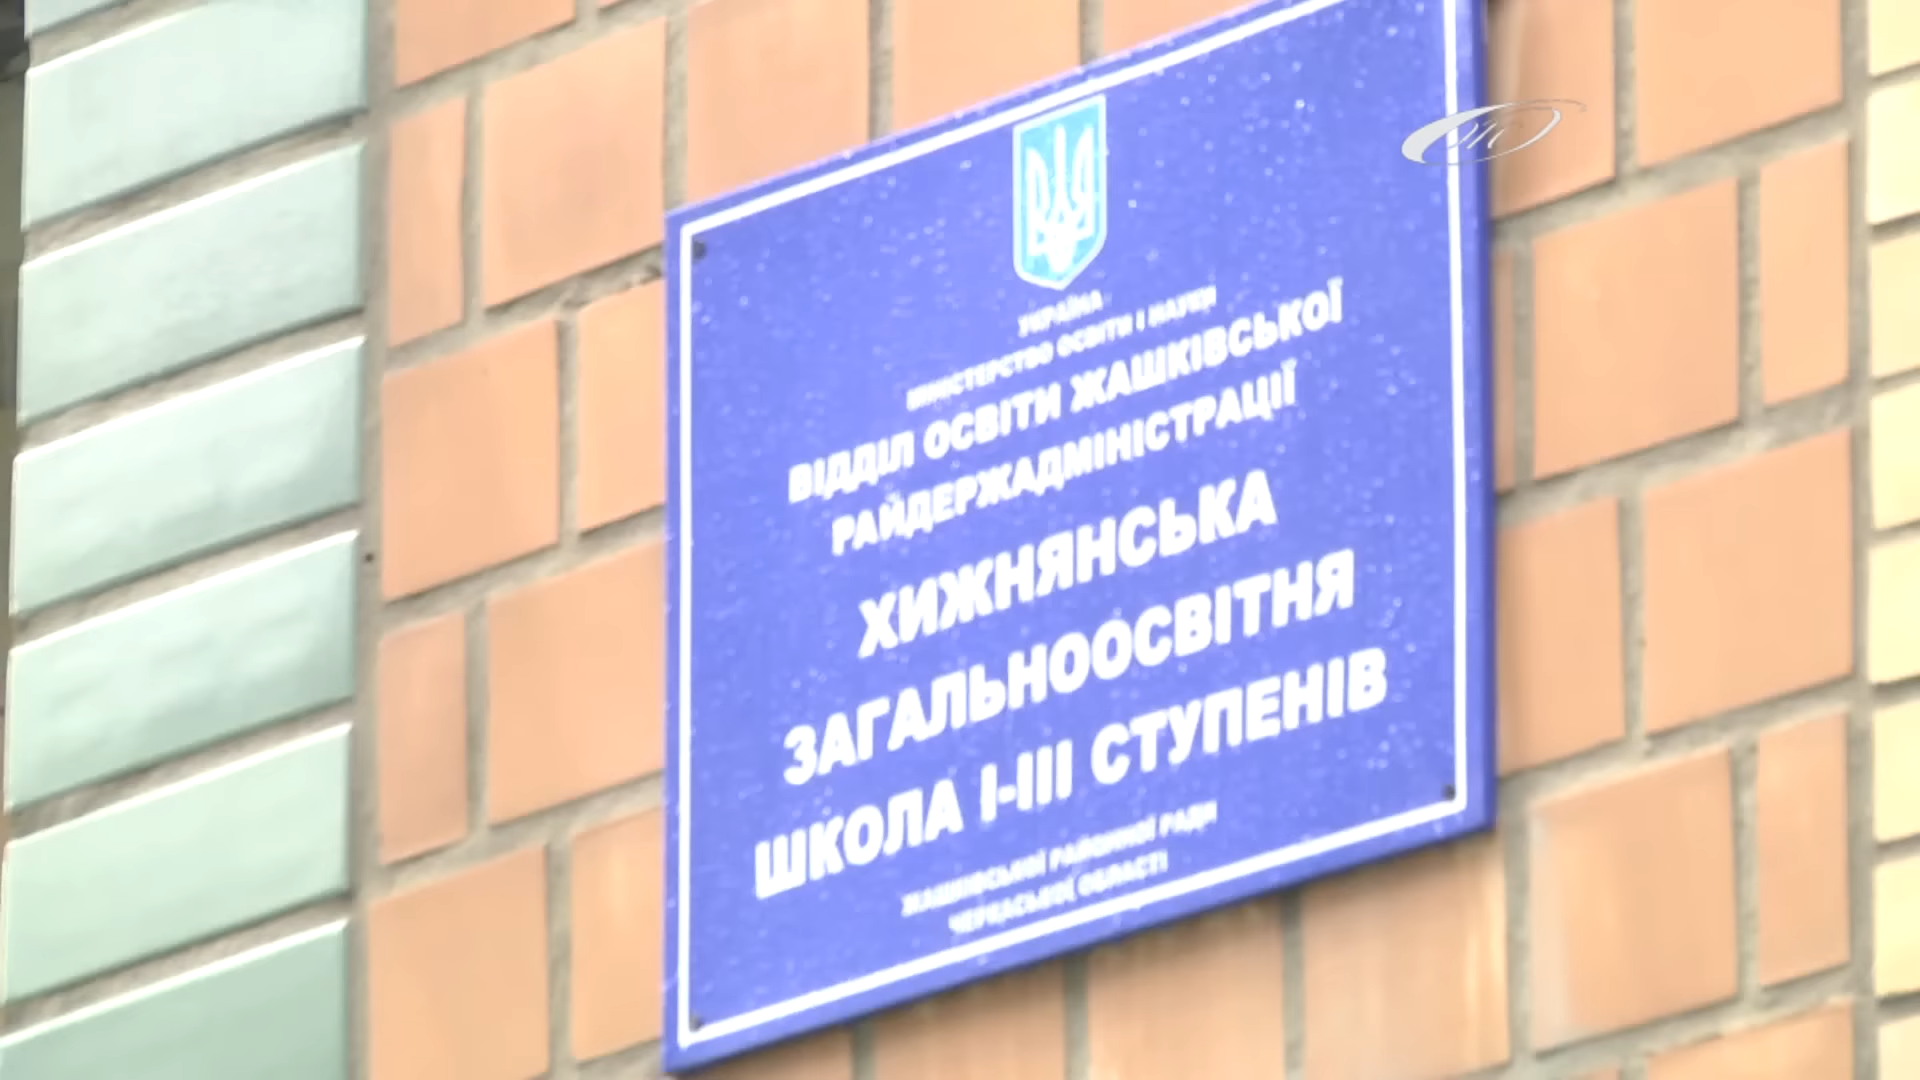 УКРАЇНА
МІНІСТЕРСТВО ОСВІТИ І НАУКИ
ВІДДІЛ ОСВІТИ ЖАШКІВСЬКОЇ
РАЙДЕРЖАДМІНІСТРАЦІЇ
ХИЖНЯНСЬКА
ЗАГАЛЬНООСВІТНЯ
ШКОЛА І-ІІІ СТУПЕНІВ
ЖАШКІВСЬКОЇ РАЙОННОЇ РАДИ
ЧЕРКАСЬКОЇ ОБЛАСТІ